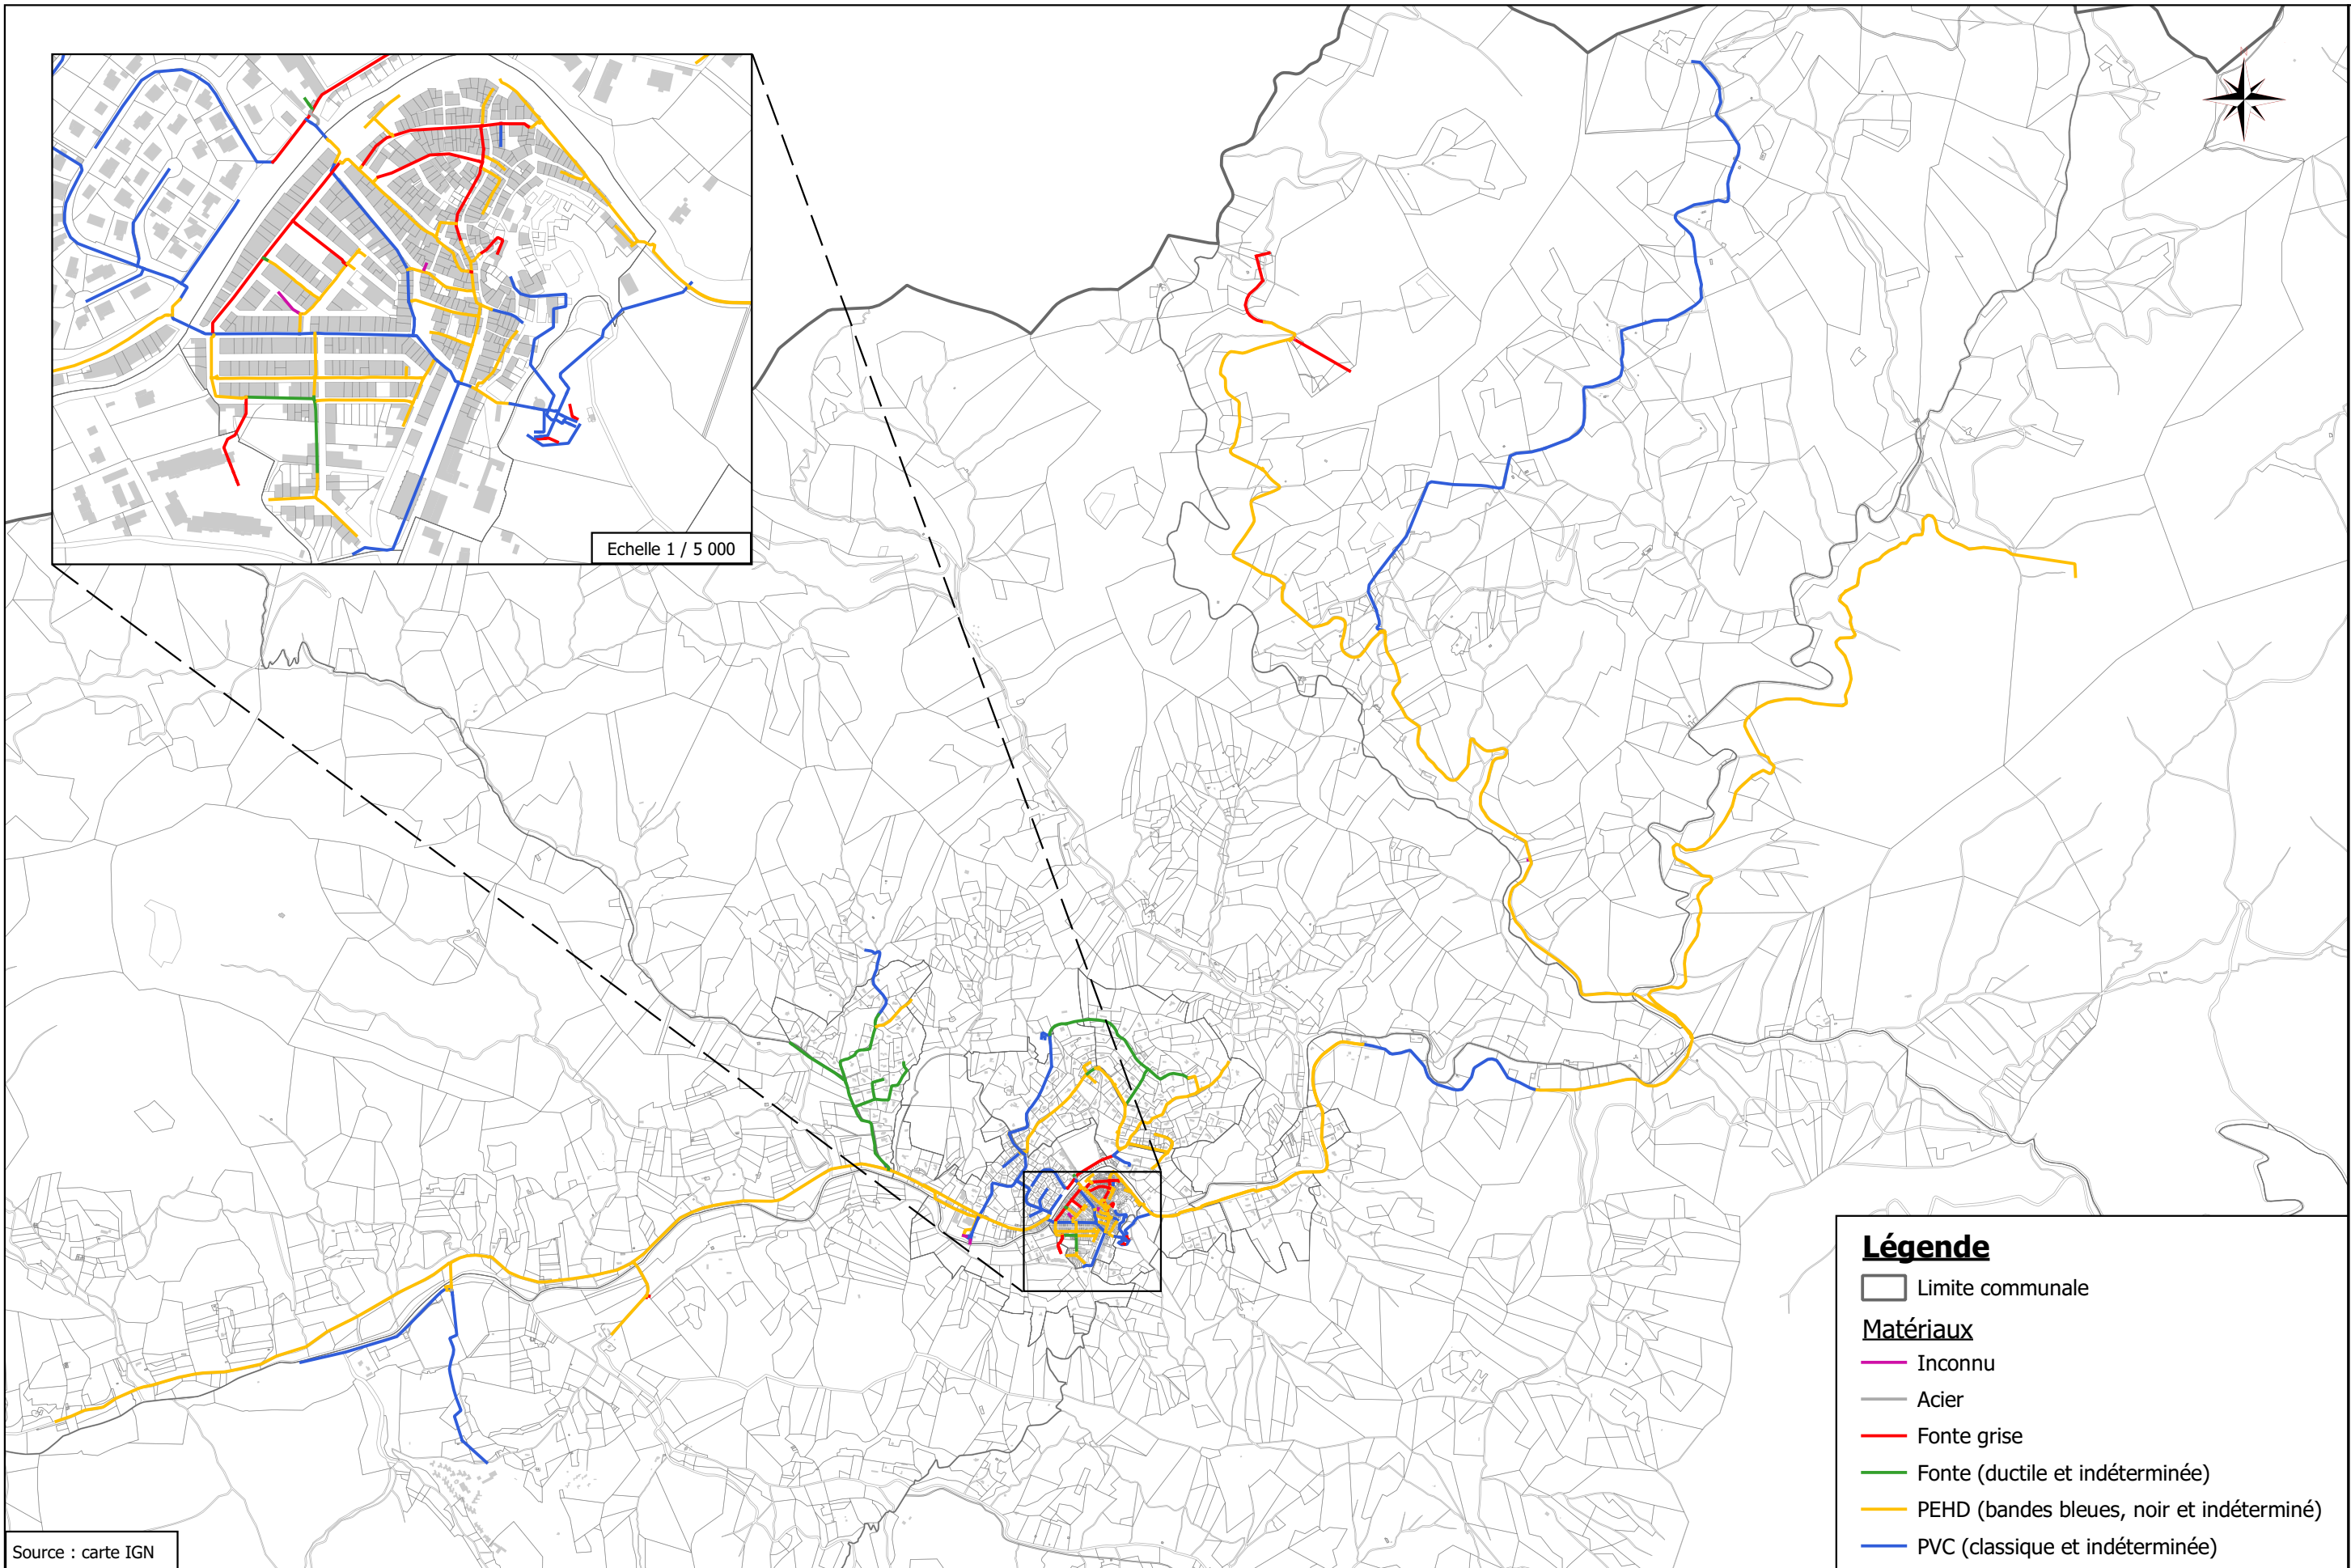 Echelle 1 / 5 000
Légende
Limite communale
Matériaux
Inconnu
Acier
Fonte grise
Fonte (ductile et indéterminée)
PEHD (bandes bleues, noir et indéterminé)
PVC (classique et indéterminée)
Source : carte IGN